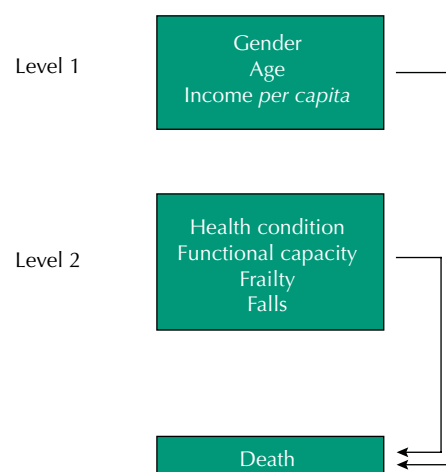 Level 1
Gender
Age
Income per capita
Level 2
Health condition
Functional capacity
Frailty
Falls
Death